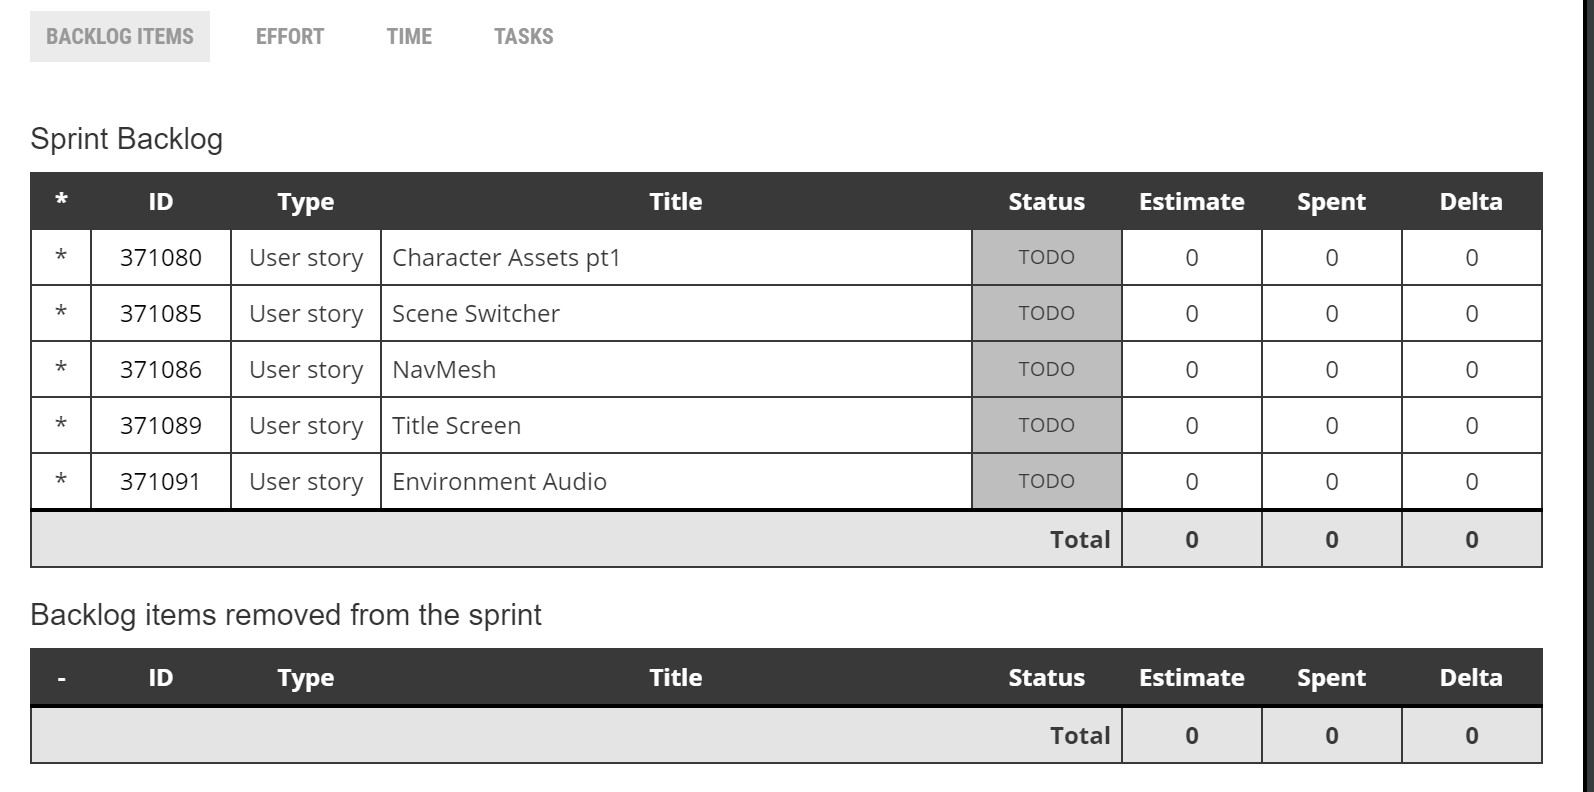 BACKLOG ITEMS EFFORT TIME TASKS
Sprint Backlog
* ID Type Title Status Estimate Spent Delta
* 371080 User story Character Assets pt1 TODO 0 0 0
* 371085 User story Scene Switcher TODO 0 0 0
* 371086 User story NavMesh TODO 0 0 0
* 371089 User story Title Screen TODO 0 0 0
* 371091 User story Environment Audio TODO 0 0 0
Total 0 0 0
Backlog items removed from the sprint
- ID Type Title Status Estimate Spent Delta
Total 0 0 0